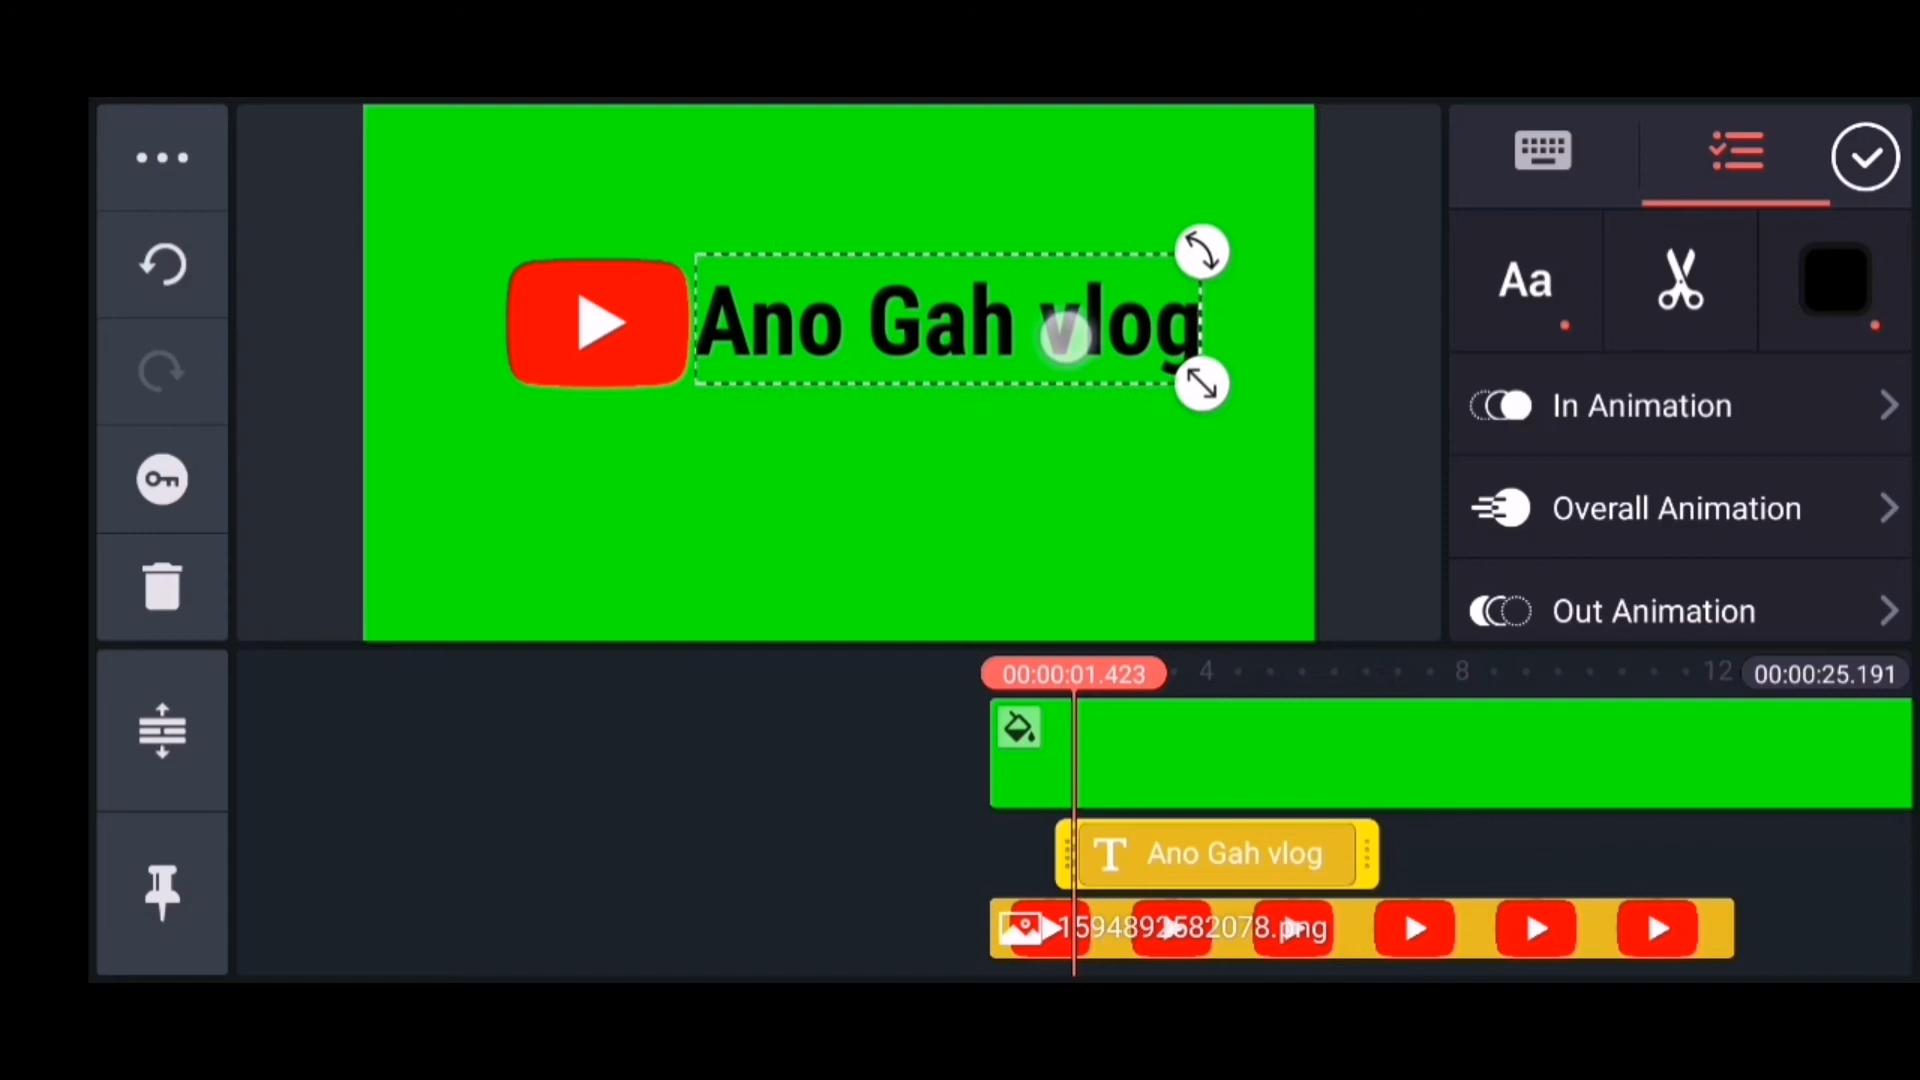 Ano Gah vlog
Aa
In Animation
Overall Animation
Out Animation
00:00:01.423
4
8
12
00:00:25.191
Ano Gah vlog
1594892582078.png